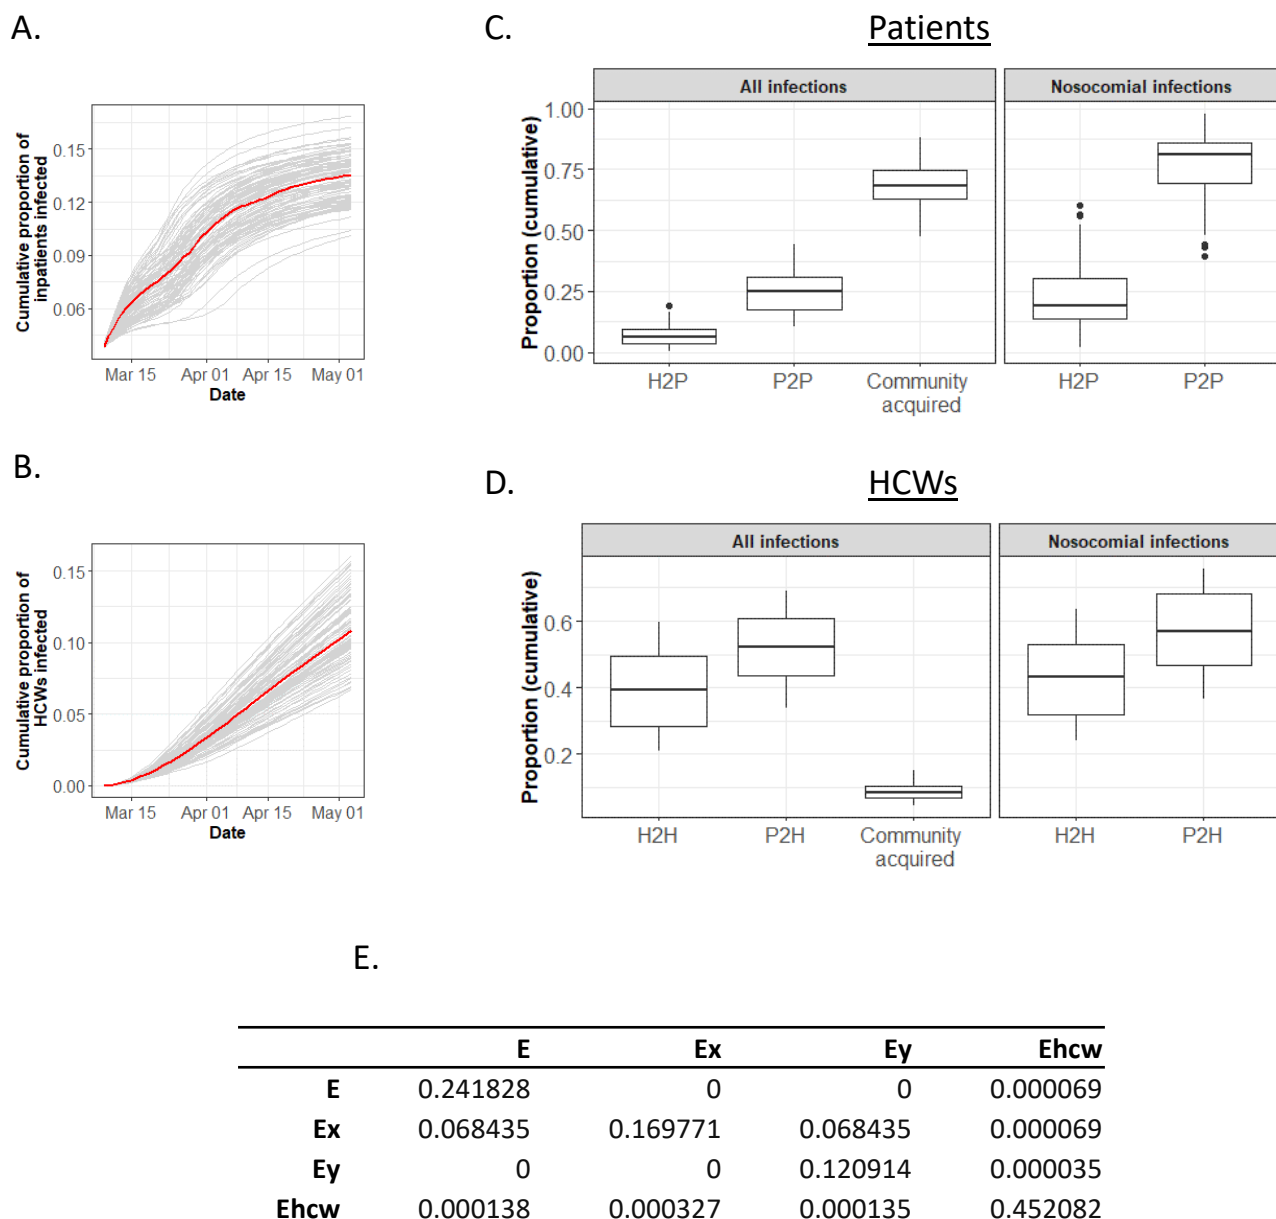 A.
Cumulative proportion of
inpatients infected
0.15
0.12
0.09
0.06
Mar 15 Apr 01 Apr 15 May 01
Date
B.
Cumulative proportion of
HCWs infected
0.15
0.10
0.05
0.00
Mar 15 Apr 01 Apr 15 May 01
Date
C.
Patients
All infections Nosocomial infections
Proportion (cumulative)
1.00
0.75
0.50
0.25
0.00
H2P P2P Community H2P P2P
acquired
D.
HCWs
All infections Nosocomial infections
Proportion (cumulative)
0.6
0.4
0.2
H2H P2H Community H2H P2H
acquired
E.
E Ex Ey Ehcw
E 0.241828 0 0 0.000069
Ex 0.068435 0.169771 0.068435 0.000069
Ey 0 0 0.120914 0.000035
Ehcw 0.000138 0.000327 0.000135 0.452082